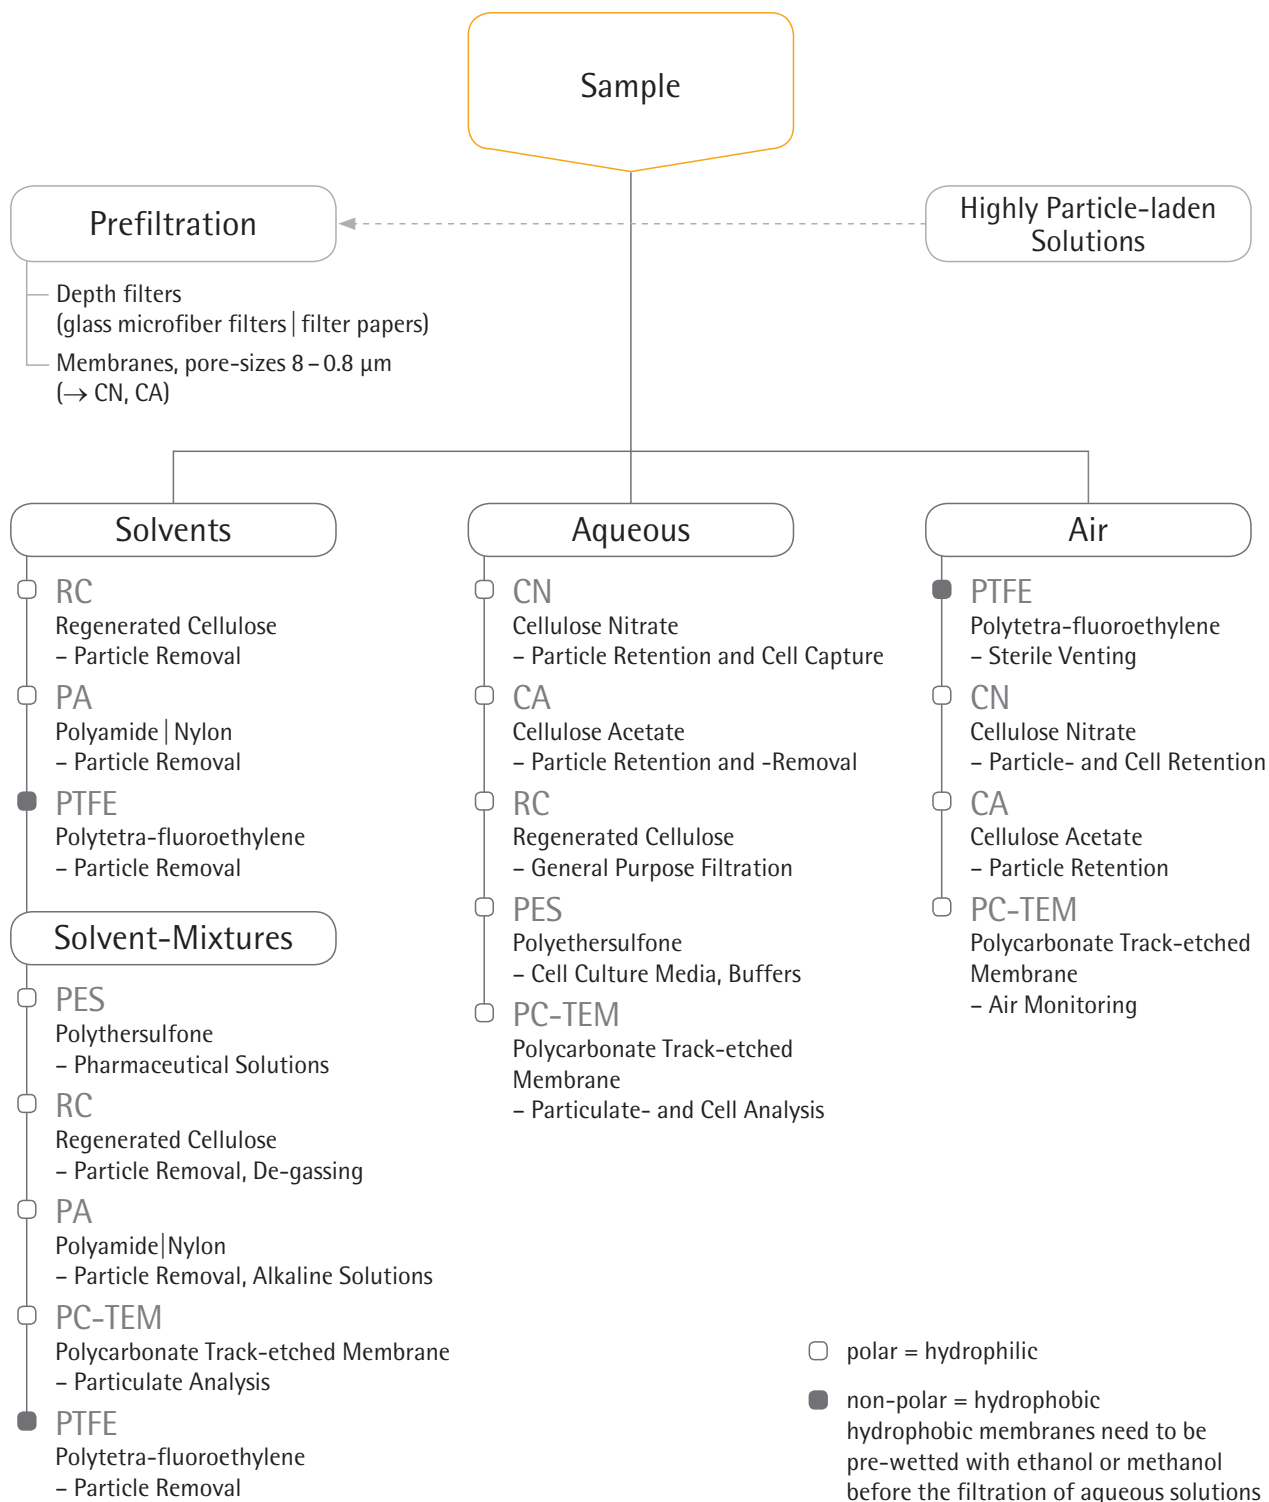 Sample
Prefiltration
Highly Particle-laden
Solutions
Depth filters
(glass microfiber filters | filter papers)
Membranes, pore-sizes 8 – 0.8 µm
(→ CN, CA)
Solvents
RC
Regenerated Cellulose
– Particle Removal
PA
Polyamide | Nylon
– Particle Removal
PTFE
Polytetra-fluoroethylene
– Particle Removal
Solvent-Mixtures
PES
Polythersulfone
– Pharmaceutical Solutions
RC
Regenerated Cellulose
– Particle Removal, De-gassing
PA
Polyamide|Nylon
– Particle Removal, Alkaline Solutions
PC-TEM
Polycarbonate Track-etched Membrane
– Particulate Analysis
PTFE
Polytetra-fluoroethylene
– Particle Removal
Aqueous
CN
Cellulose Nitrate
– Particle Retention and Cell Capture
CA
Cellulose Acetate
– Particle Retention and -Removal
RC
Regenerated Cellulose
– General Purpose Filtration
PES
Polyethersulfone
– Cell Culture Media, Buffers
PC-TEM
Polycarbonate Track-etched
Membrane
– Particulate- and Cell Analysis
Air
PTFE
Polytetra-fluoroethylene
– Sterile Venting
CN
Cellulose Nitrate
– Particle- and Cell Retention
CA
Cellulose Acetate
– Particle Retention
PC-TEM
Polycarbonate Track-etched
Membrane
– Air Monitoring
polar = hydrophilic
non-polar = hydrophobic
hydrophobic membranes need to be
pre-wetted with ethanol or methanol
before the filtration of aqueous solutions